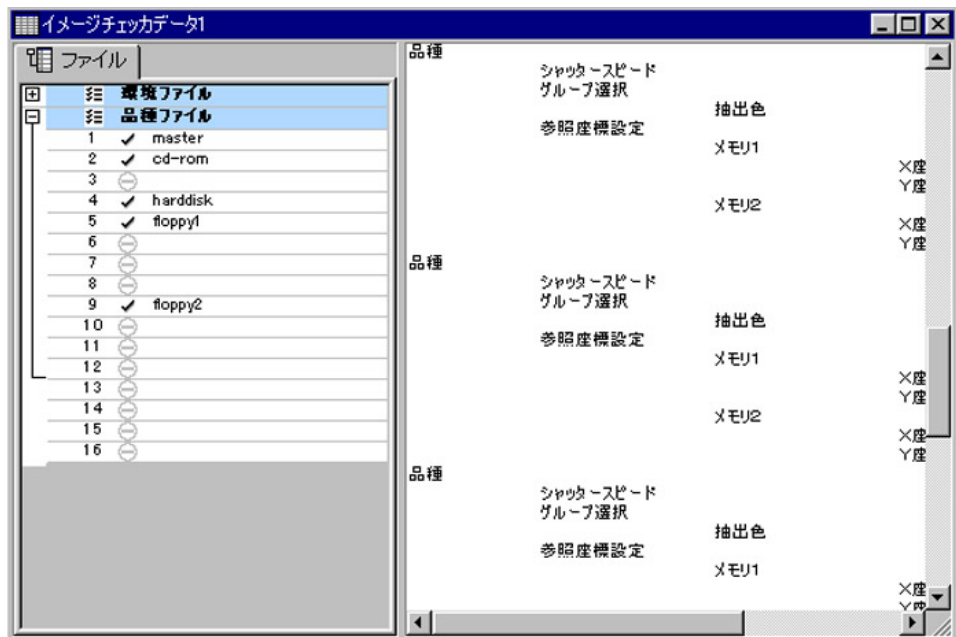 イメージチェッカデータ1
ファイル
環境ファイル
品種ファイル
1 master
2 cd-rom
3
4 harddisk
5 floppy1
6
7
8
9 floppy2
10
11
12
13
14
15
16
品種
シャッタースピード
グループ選択
抽出色
参照座標設定
メモリ1
X座
Y座
メモリ2
X座
Y座
品種
シャッタースピード
グループ選択
抽出色
参照座標設定
メモリ1
X座
Y座
メモリ2
X座
Y座
品種
シャッタースピード
グループ選択
抽出色
参照座標設定
メモリ1
X座
Y座